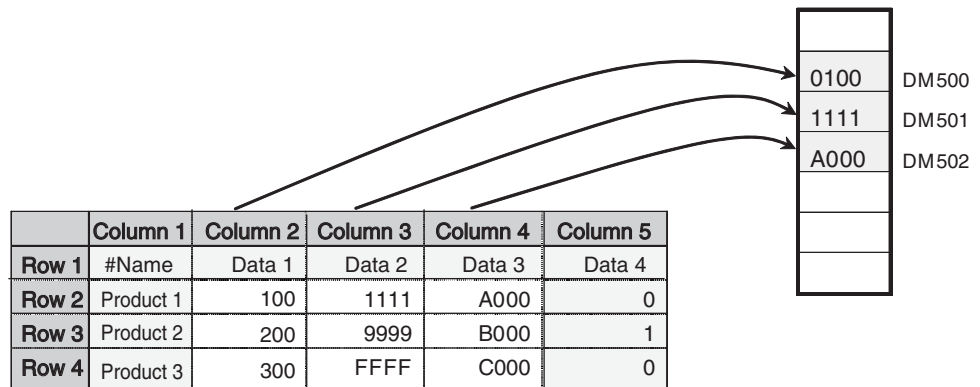 0100 DM500
1111 DM501
A000 DM502
Column 1 Column 2 Column 3 Column 4 Column 5
Row 1 #Name Data 1 Data 2 Data 3 Data 4
Row 2 Product 1 100 1111 A000 0
Row 3 Product 2 200 9999 B000 1
Row 4 Product 3 300 FFFF C000 0